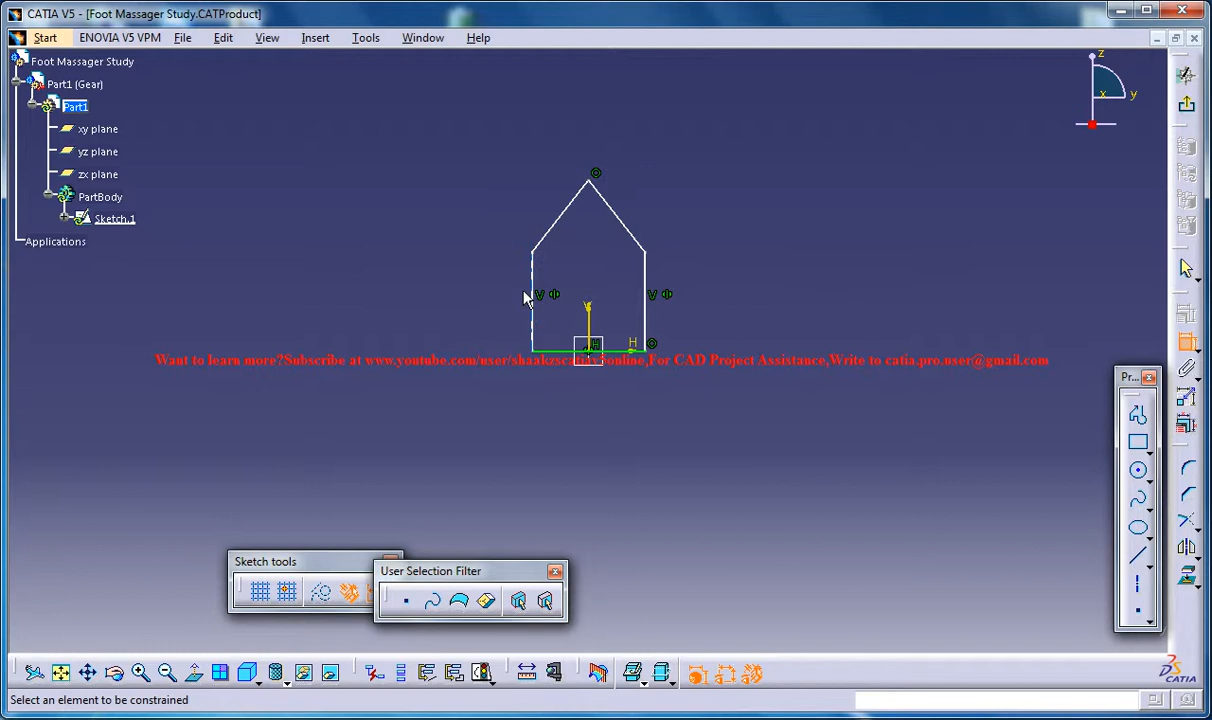 CATIA V5 - [Foot Massager Study.CATProduct]
Start ENOVIA V5 VPM File Edit View Insert Tools Window Help
Foot Massager Study
Part1 (Gear)
Part1
xy plane
yz plane
zx plane
PartBody
Sketch.1
Applications
z
x y
V V
V
H H
Want to learn more?Subscribe at www.youtube.com/user/shaakzscatiav5online,For CAD Project Assistance,Write to catia.pro.user@gmail.com
Pr...
Sketch tools
User Selection Filter
CATIA
Select an element to be constrained